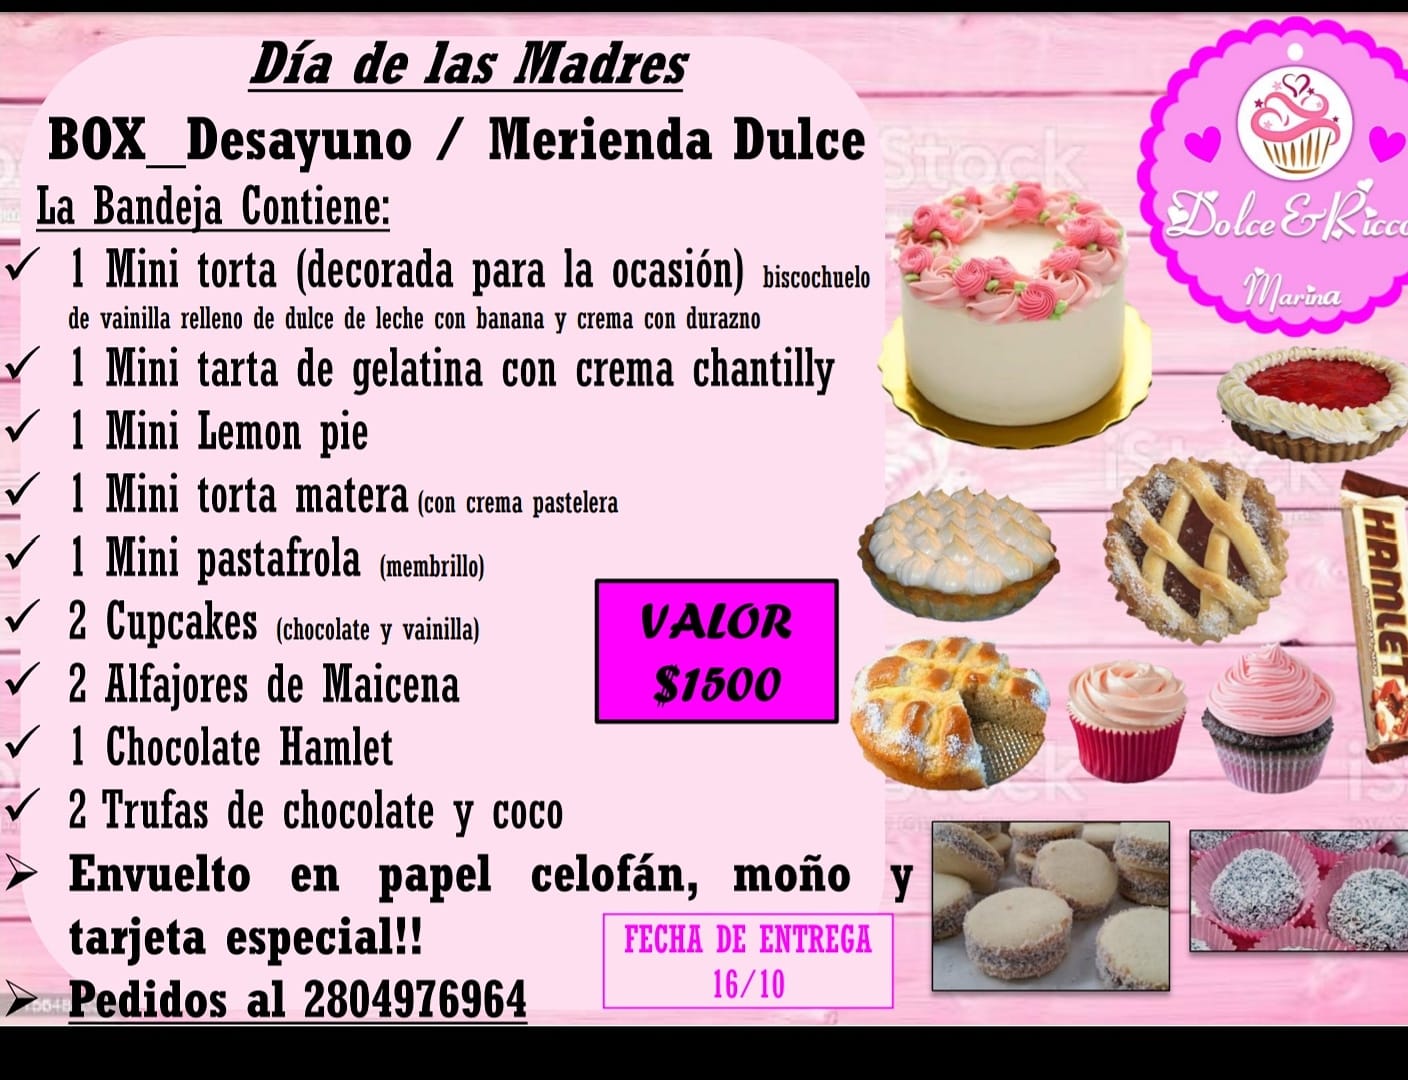 Día de las Madres
BOX_Desayuno / Merienda Dulce
La Bandeja Contiene:
✓ 1 Mini torta (decorada para la ocasión) biscochuelo
de vainilla relleno de dulce de leche con banana y crema con durazno
✓ 1 Mini tarta de gelatina con crema chantilly
✓ 1 Mini Lemon pie
✓ 1 Mini torta matera (con crema pastelera
✓ 1 Mini pastafrola (membrillo)
✓ 2 Cupcakes (chocolate y vainilla)
✓ 2 Alfajores de Maicena
✓ 1 Chocolate Hamlet
✓ 2 Trufas de chocolate y coco
➢ Envuelto en papel celofán, moño y
tarjeta especial!!
➢ Pedidos al 2804976964
VALOR
$1500
FECHA DE ENTREGA
16/10
Dolce & Ricco
Marina
HAMLET
iStock